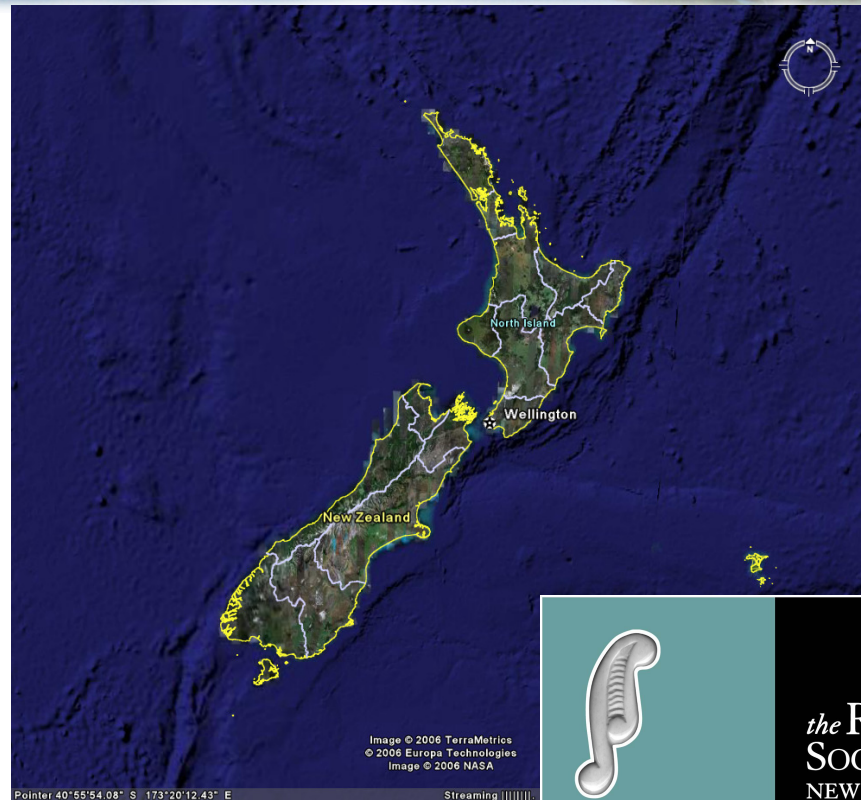 N
North Island
Wellington
New Zealand
Image © 2006 TerraMetrics
© 2006 Europa Technologies
Image © 2006 NASA
Pointer 40°55'54.08" S 173°20'12.43" E
Streaming ||||||||
the
NEW